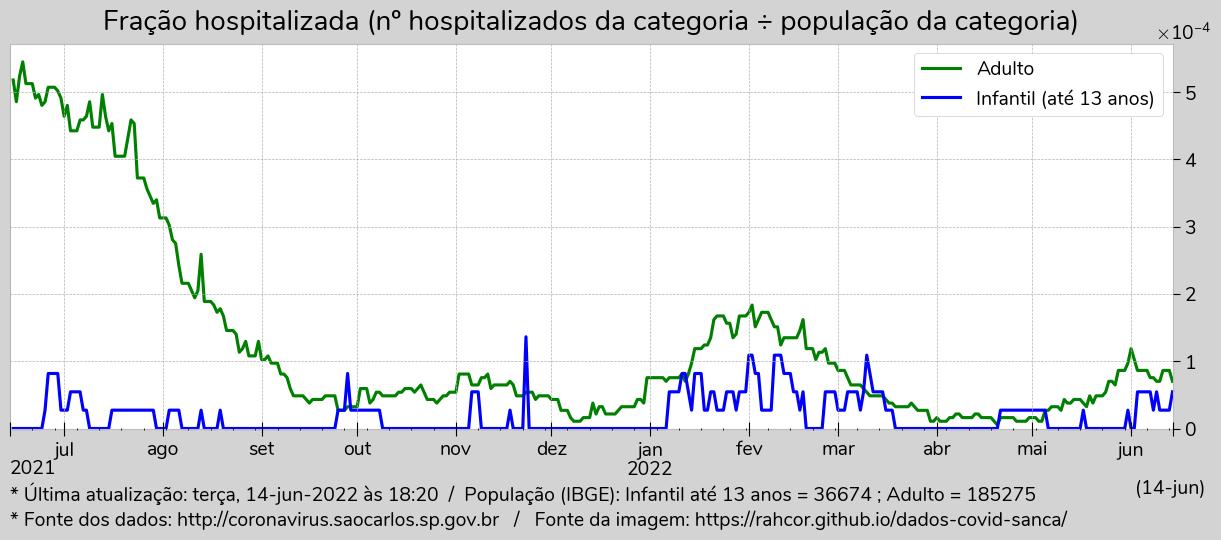 Fração hospitalizada (nº hospitalizados da categoria ÷ população da categoria)
×10⁻⁴
Adulto
Infantil (até 13 anos)
5
4
3
2
1
0
jul ago set out nov dez jan fev mar abr mai jun
2021 2022
(14-jun)
* Última atualização: terça, 14-jun-2022 às 18:20 / População (IBGE): Infantil até 13 anos = 36674 ; Adulto = 185275
* Fonte dos dados: http://coronavirus.saocarlos.sp.gov.br / Fonte da imagem: https://rahcor.github.io/dados-covid-sanca/